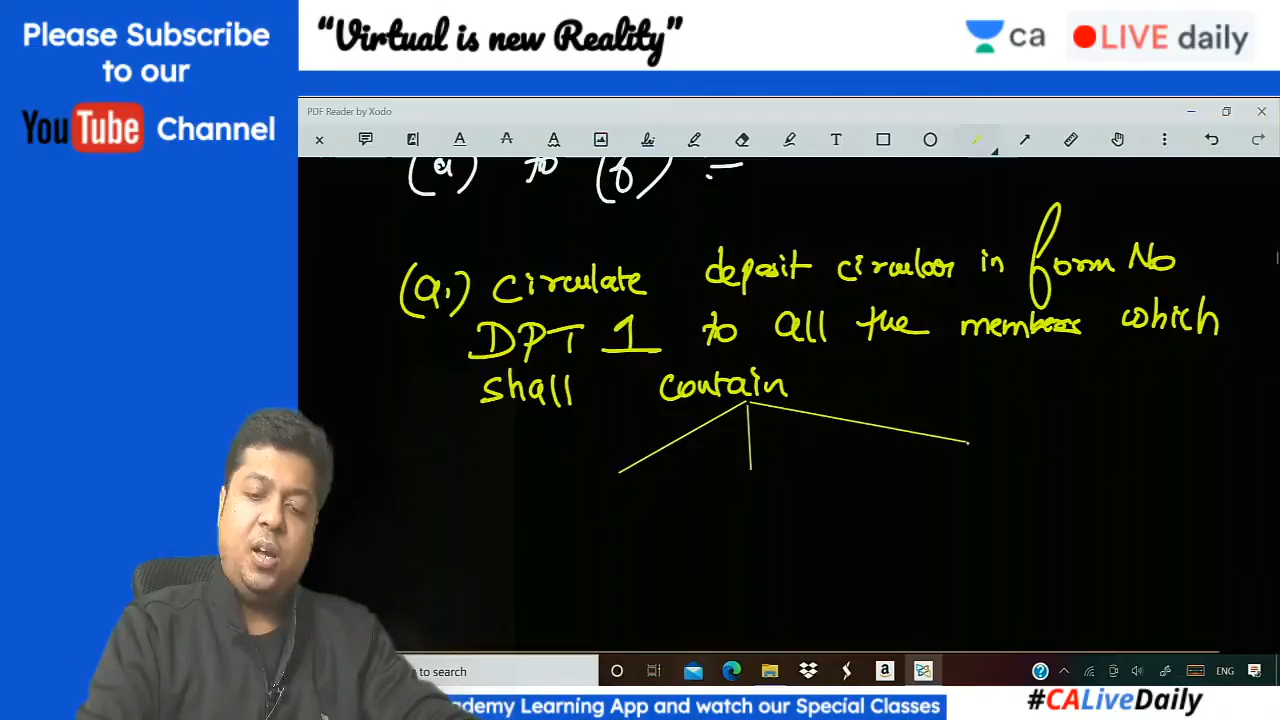 Please Subscribe
to our
YouTube Channel
"Virtual is new Reality"
ca
LIVE daily
PDF Reader by Xodo
(a) to (f) :-
(a.) circulate deposit circular in form No
DPT 1 to all the members which
shall contain
to search
ENG
ademy Learning App and watch our Special Classes
#CALiveDaily